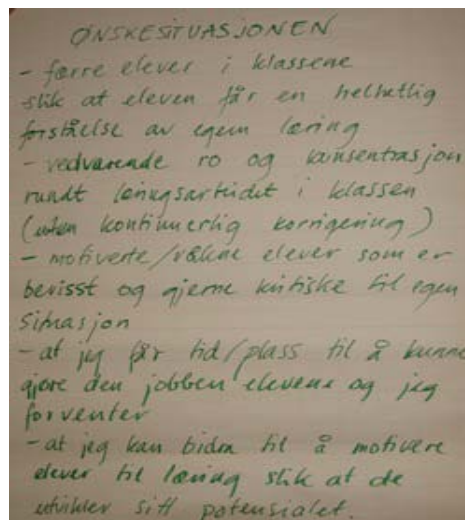 ØNSKESITUASJONEN
- færre elever i klassene
slik at eleven får en helhetlig
forståelse av egen læring
- vedvarende ro og konsentrasjon
rundt læringsarbeidet i klassen
(uten kontinuerlig korrigering)
- motiverte/våkne elever som er
bevisst og gjerne kritiske til egen
situasjon
- at jeg får tid/plass til å kunne
gjøre den jobben elevene og jeg
forventer
- at jeg kan bidra til å motivere
elever til læring slik at de
utvikler sitt potensialet.